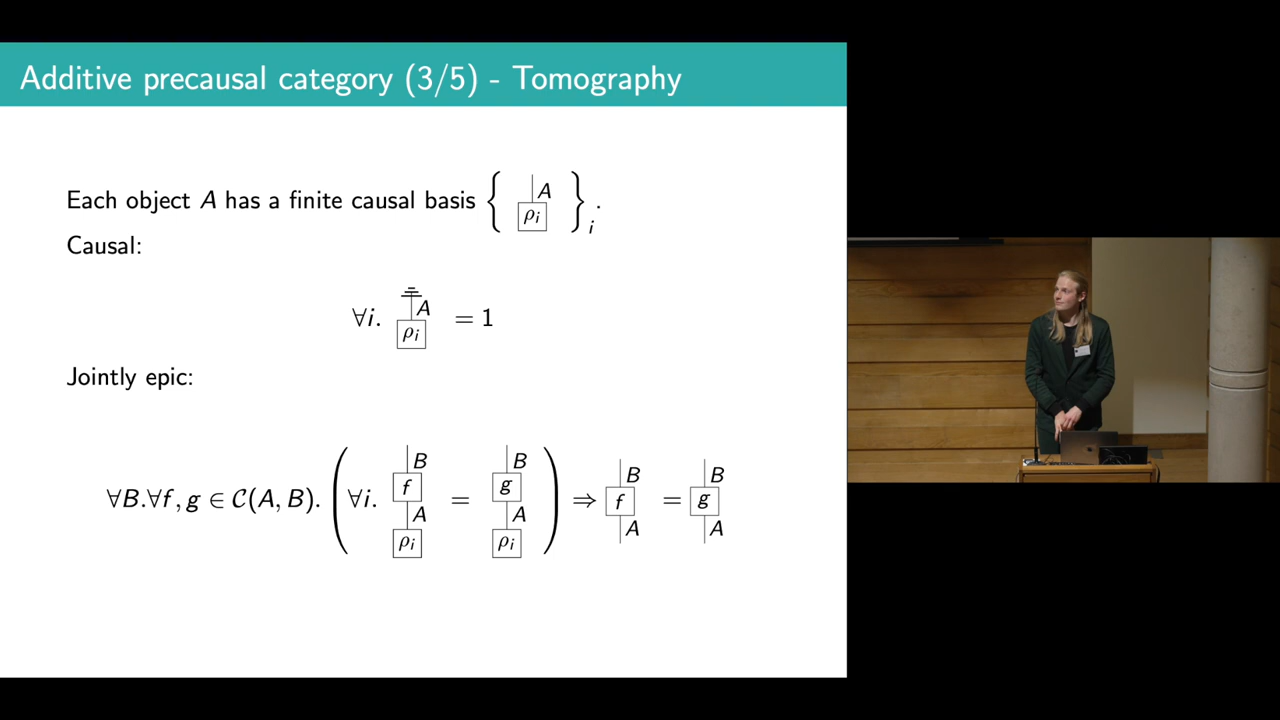 Additive precausal category (3/5) - Tomography
Each object A has a finite causal basis { ρi A }i .
Causal:
∀i. ρi A ⏚ = 1
Jointly epic:
∀B.∀f, g ∈ C(A, B). ( ∀i. B f A ρi = B g A ρi ) ⇒ B f A = B g A